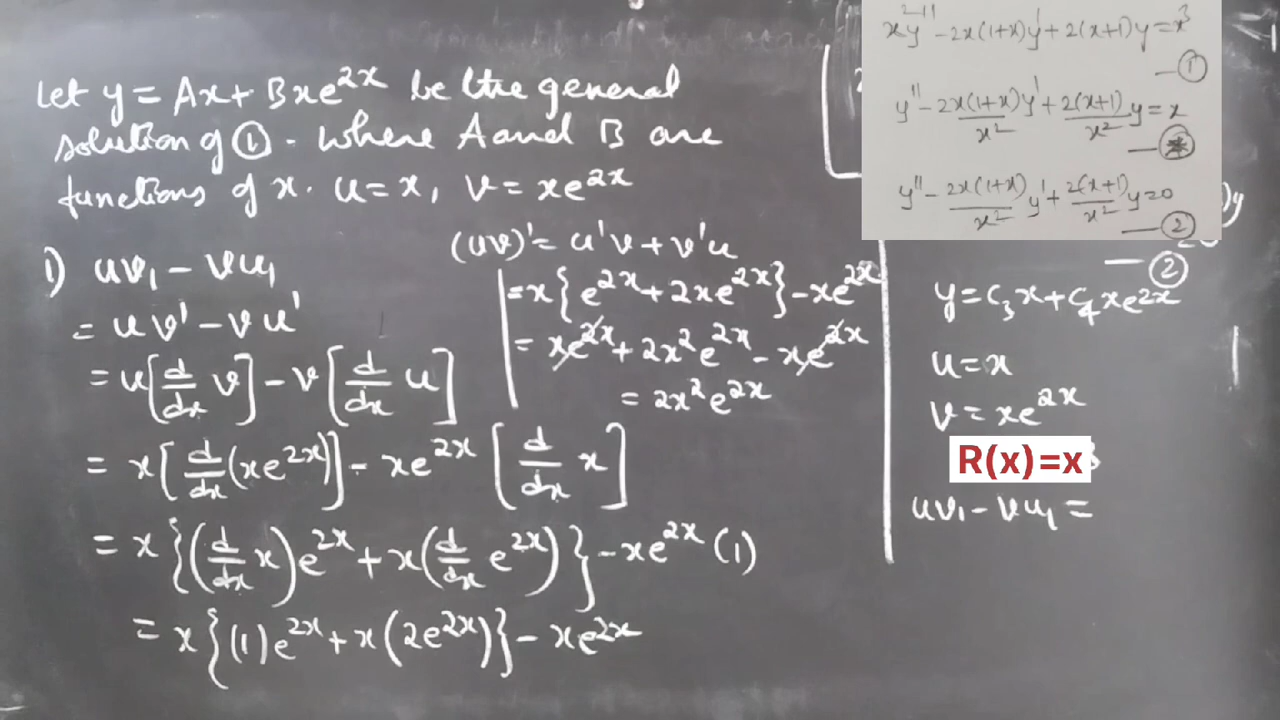 Let y = Ax + Bxe^{2x} be the general
solution of ① . Where A and B are
functions of x. u = x, v = xe^{2x}
1) uv₁ - vu₁
= uv' - vu'
= u[d/dx v] - v[d/dx u]
= x[d/dx (xe^{2x})] - xe^{2x} [d/dx x]
= x{(d/dx x)e^{2x} + x(d/dx e^{2x})} - xe^{2x} (1)
= x{(1)e^{2x} + x(2e^{2x})} - xe^{2x}
(uv)' = u'v + v'u
= x{e^{2x} + 2xe^{2x}} - xe^{2x}
= xe^{2x} + 2x²e^{2x} - xe^{2x}
= 2x²e^{2x}
x²y'' - 2x(1+x)y' + 2(x+1)y = x³
— ①
y'' - 2x(1+x)/x² y' + 2(x+1)/x² y = x
y'' - 2x(1+x)/x² y' + 2(x+1)/x² y = 0
— ②
— ②
y = c₃x + c₄xe^{2x}
u = x
v = xe^{2x}
R(x)=x
uv₁ - vu₁ =